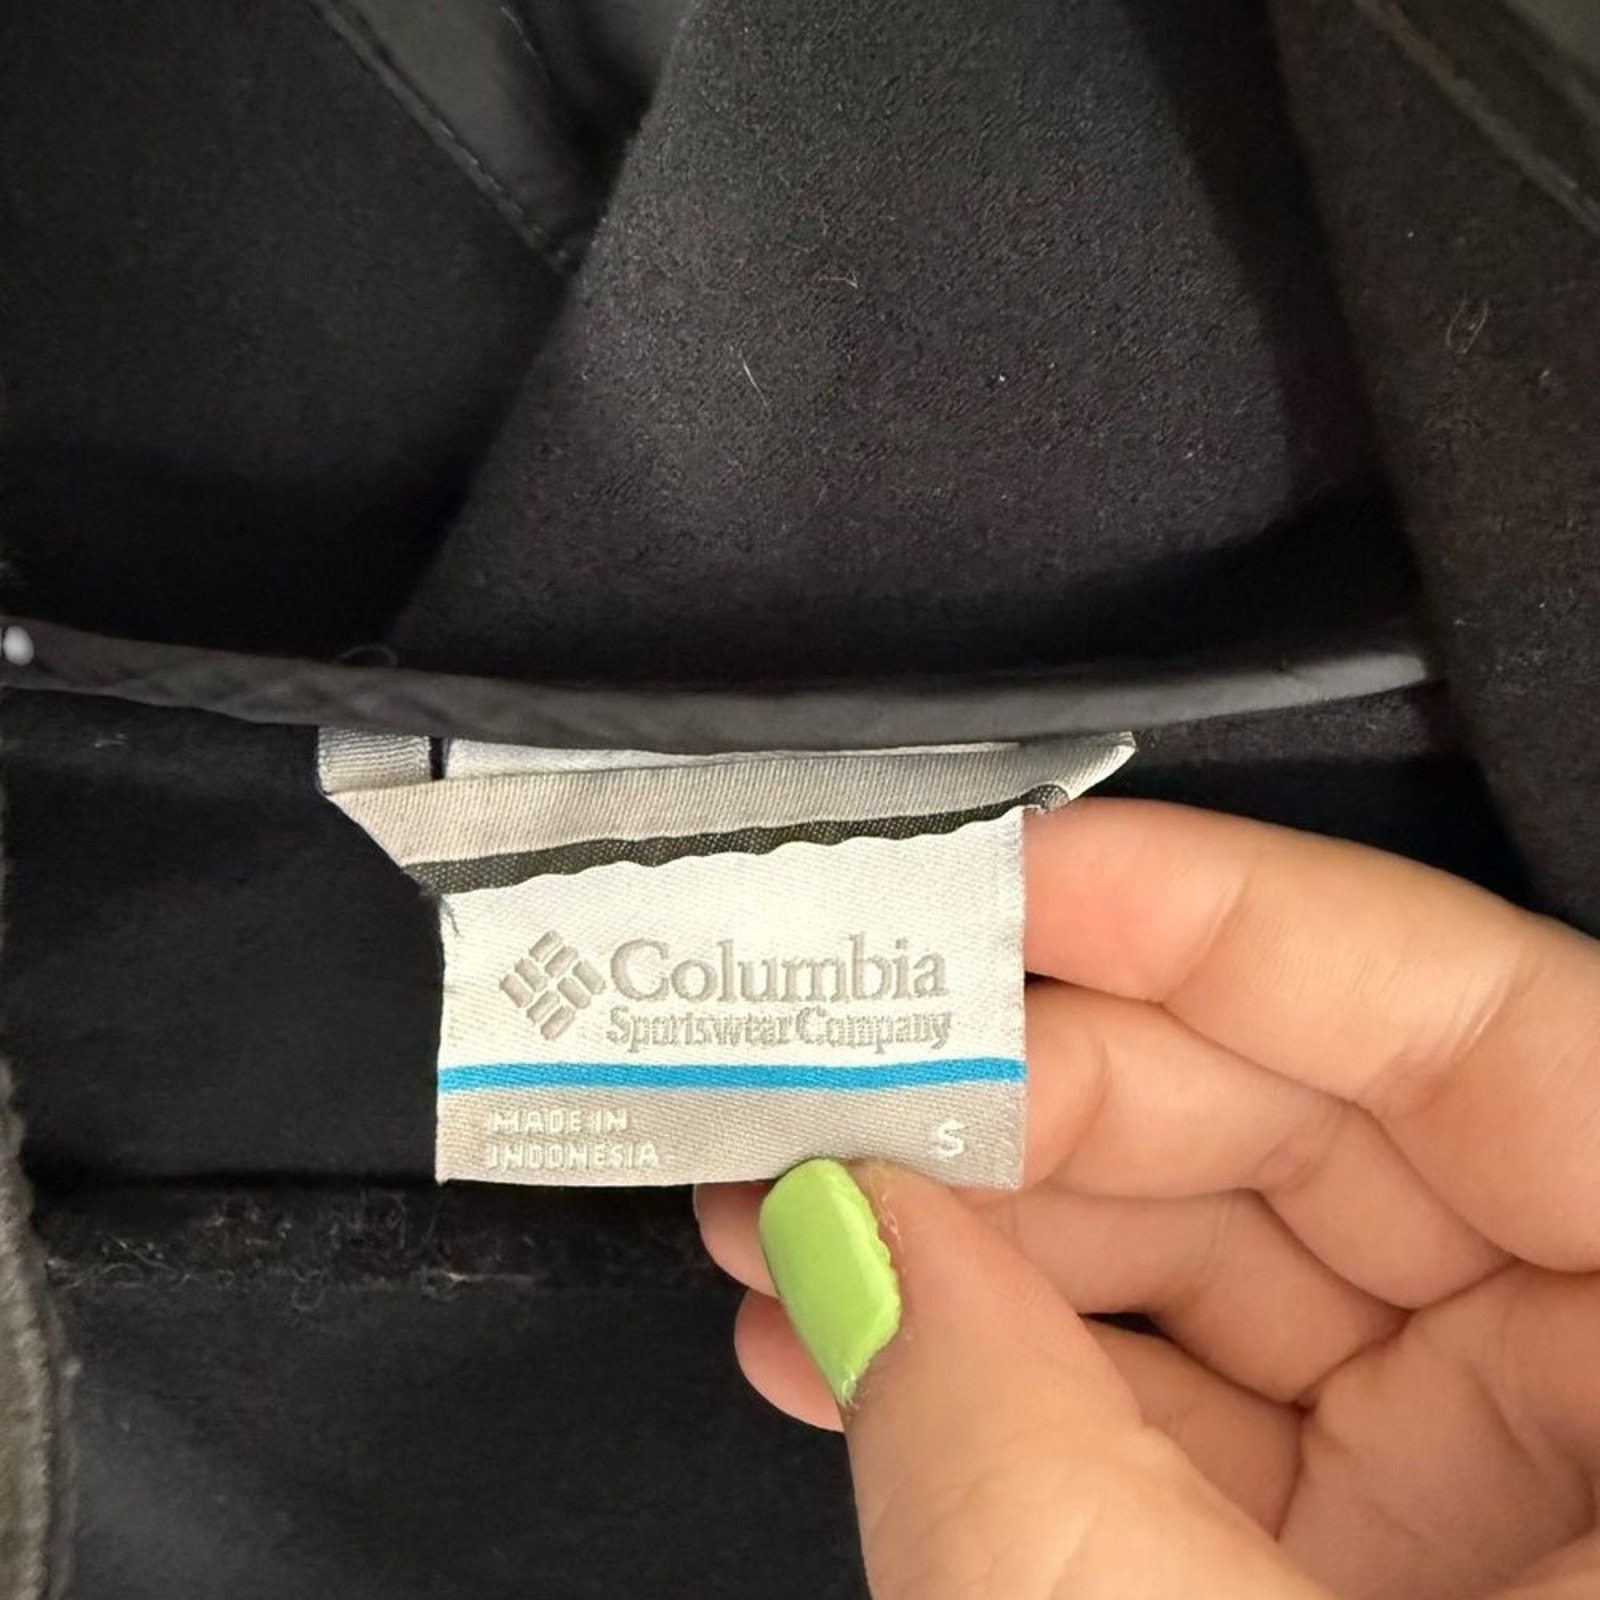 Columbia
Sportswear Company
MADE IN
INDONESIA
S